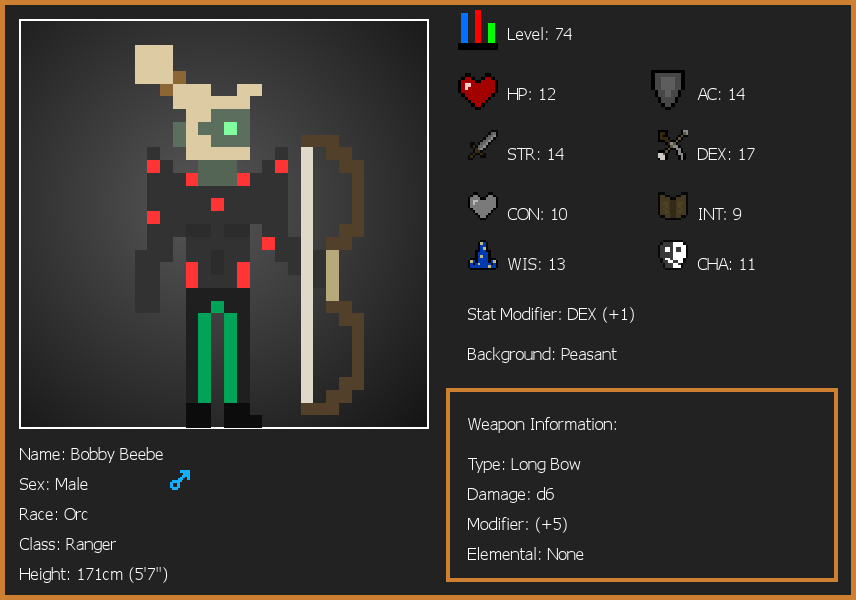 Level: 74
HP: 12
AC: 14
STR: 14
DEX: 17
CON: 10
INT: 9
WIS: 13
CHA: 11
Stat Modifier: DEX (+1)
Background: Peasant
Weapon Information:
Type: Long Bow
Damage: d6
Modifier: (+5)
Elemental: None
Name: Bobby Beebe
Sex: Male
Race: Orc
Class: Ranger
Height: 171cm (5'7")